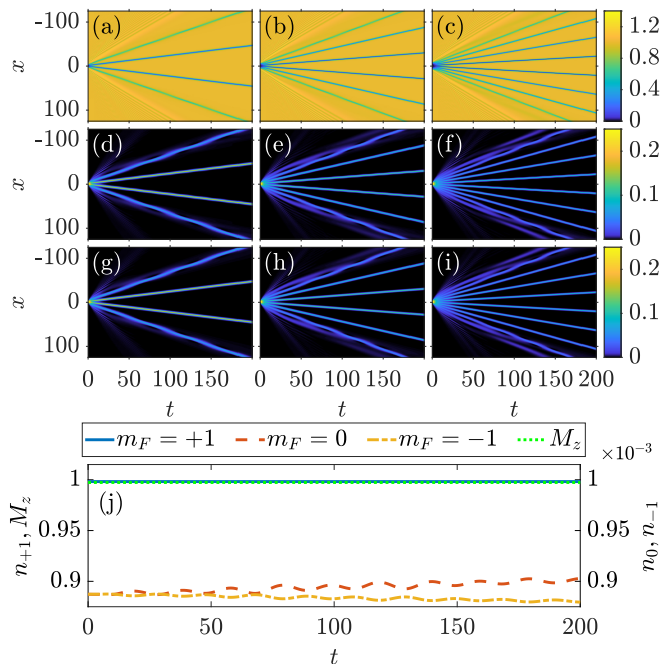 (a) (b) (c)
-100 0 100
x
1.2 0.8 0.4 0
(d) (e) (f)
-100 0 100
x
0.2 0.1 0
(g) (h) (i)
-100 0 100
x
0.2 0.1 0
0 50 100 150 0 50 100 150 0 50 100 150 200
t t t
m_F = +1 m_F = 0 m_F = −1 M_z
×10⁻³
(j)
1 0.95 0.9
n_{+1}, M_z
1 0.95 0.9
n_0, n_{−1}
0 50 100 150 200
t